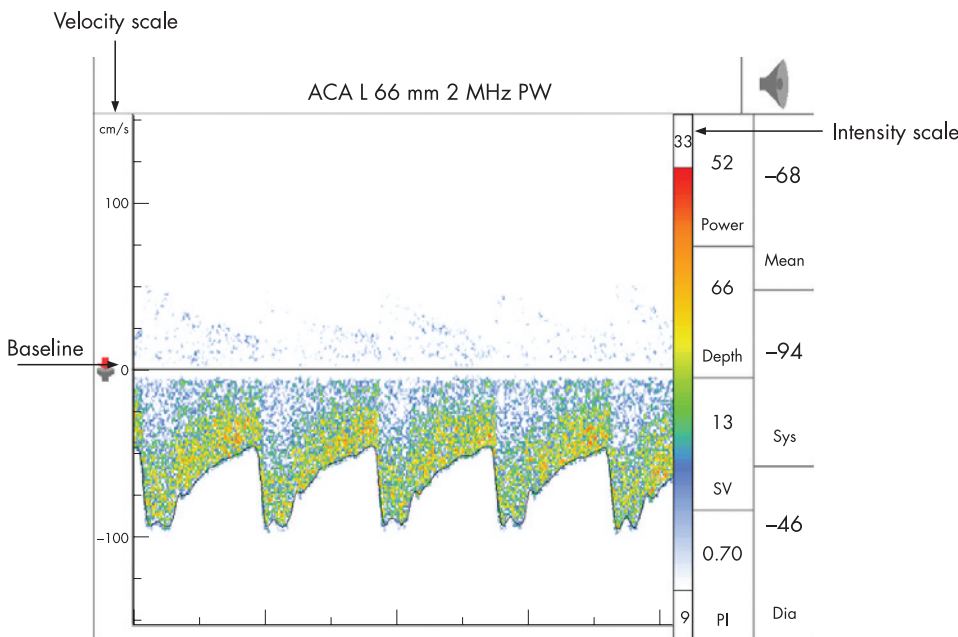 Velocity scale
ACA L 66 mm 2 MHz PW
cm/s
33
Intensity scale
52
Power
−68
Mean
100
66
Depth
−94
Sys
Baseline
0
13
SV
−46
Dia
−100
0.70
PI
9